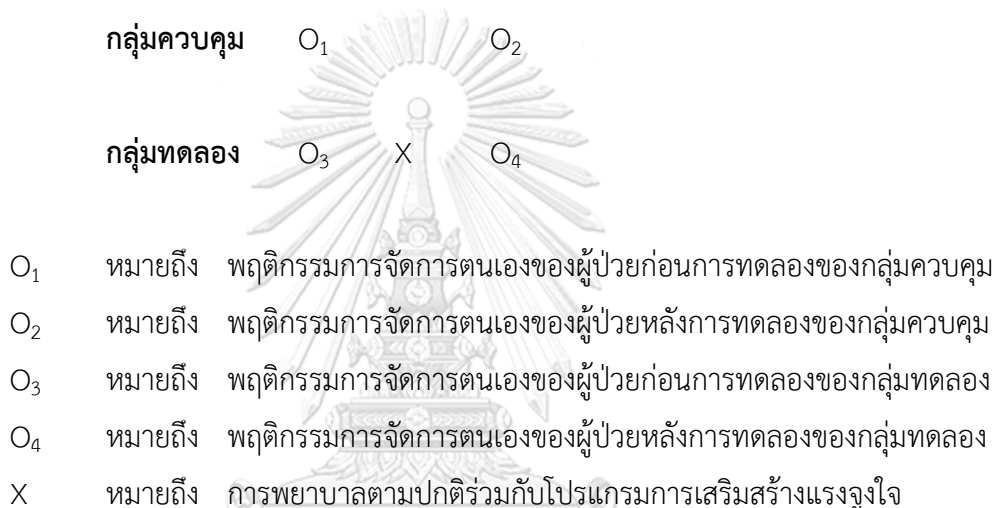 กลุ่มควบคุม O₁ O₂
กลุ่มทดลอง O₃ X O₄
O₁ หมายถึง พฤติกรรมการจัดการตนเองของผู้ป่วยก่อนการทดลองของกลุ่มควบคุม
O₂ หมายถึง พฤติกรรมการจัดการตนเองของผู้ป่วยหลังการทดลองของกลุ่มควบคุม
O₃ หมายถึง พฤติกรรมการจัดการตนเองของผู้ป่วยก่อนการทดลองของกลุ่มทดลอง
O₄ หมายถึง พฤติกรรมการจัดการตนเองของผู้ป่วยหลังการทดลองของกลุ่มทดลอง
X หมายถึง การพยาบาลตามปกติร่วมกับโปรแกรมการเสริมสร้างแรงจูงใจ